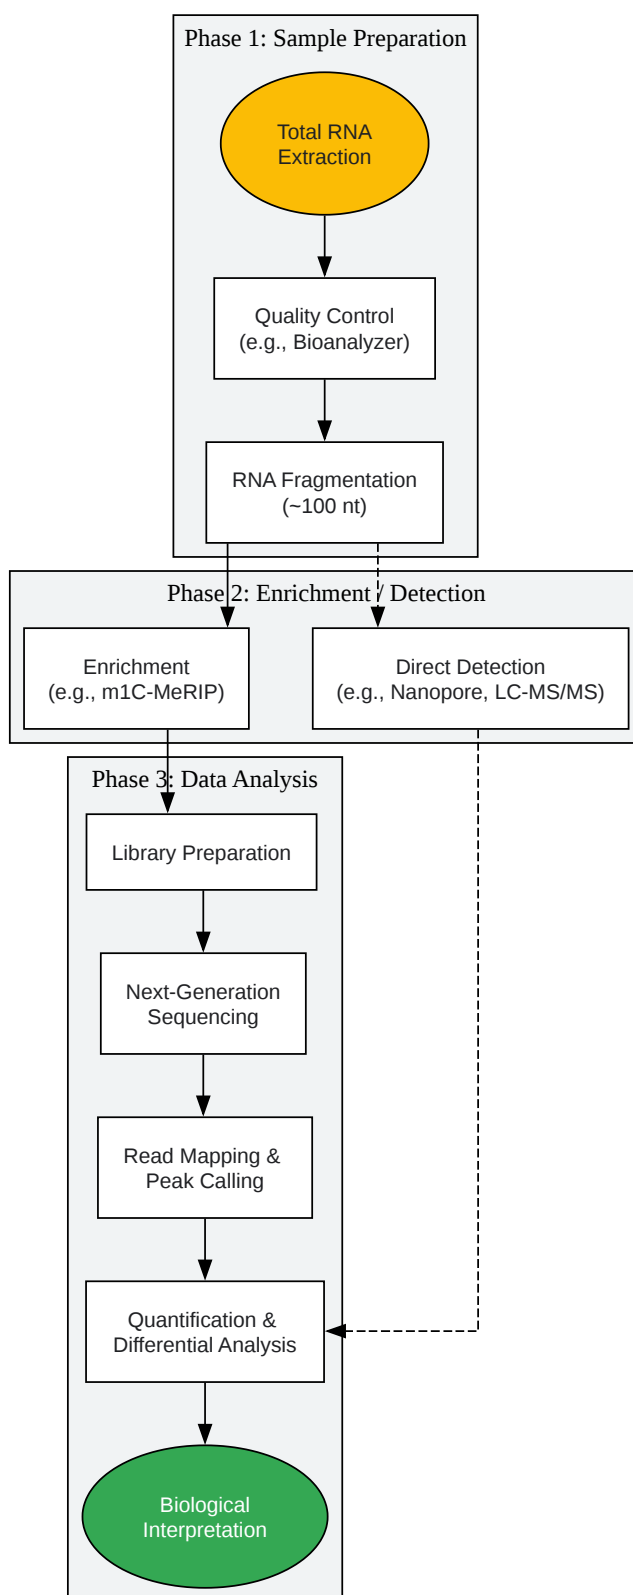 Phase 1: Sample Preparation
Total RNA
Extraction
Quality Control
(e.g., Bioanalyzer)
RNA Fragmentation
(~100 nt)
Phase 2: Enrichment / Detection
Enrichment
(e.g., m1C-MeRIP)
Direct Detection
(e.g., Nanopore, LC-MS/MS)
Phase 3: Data Analysis
Library Preparation
Next-Generation
Sequencing
Read Mapping &
Peak Calling
Quantification &
Differential Analysis
Biological
Interpretation